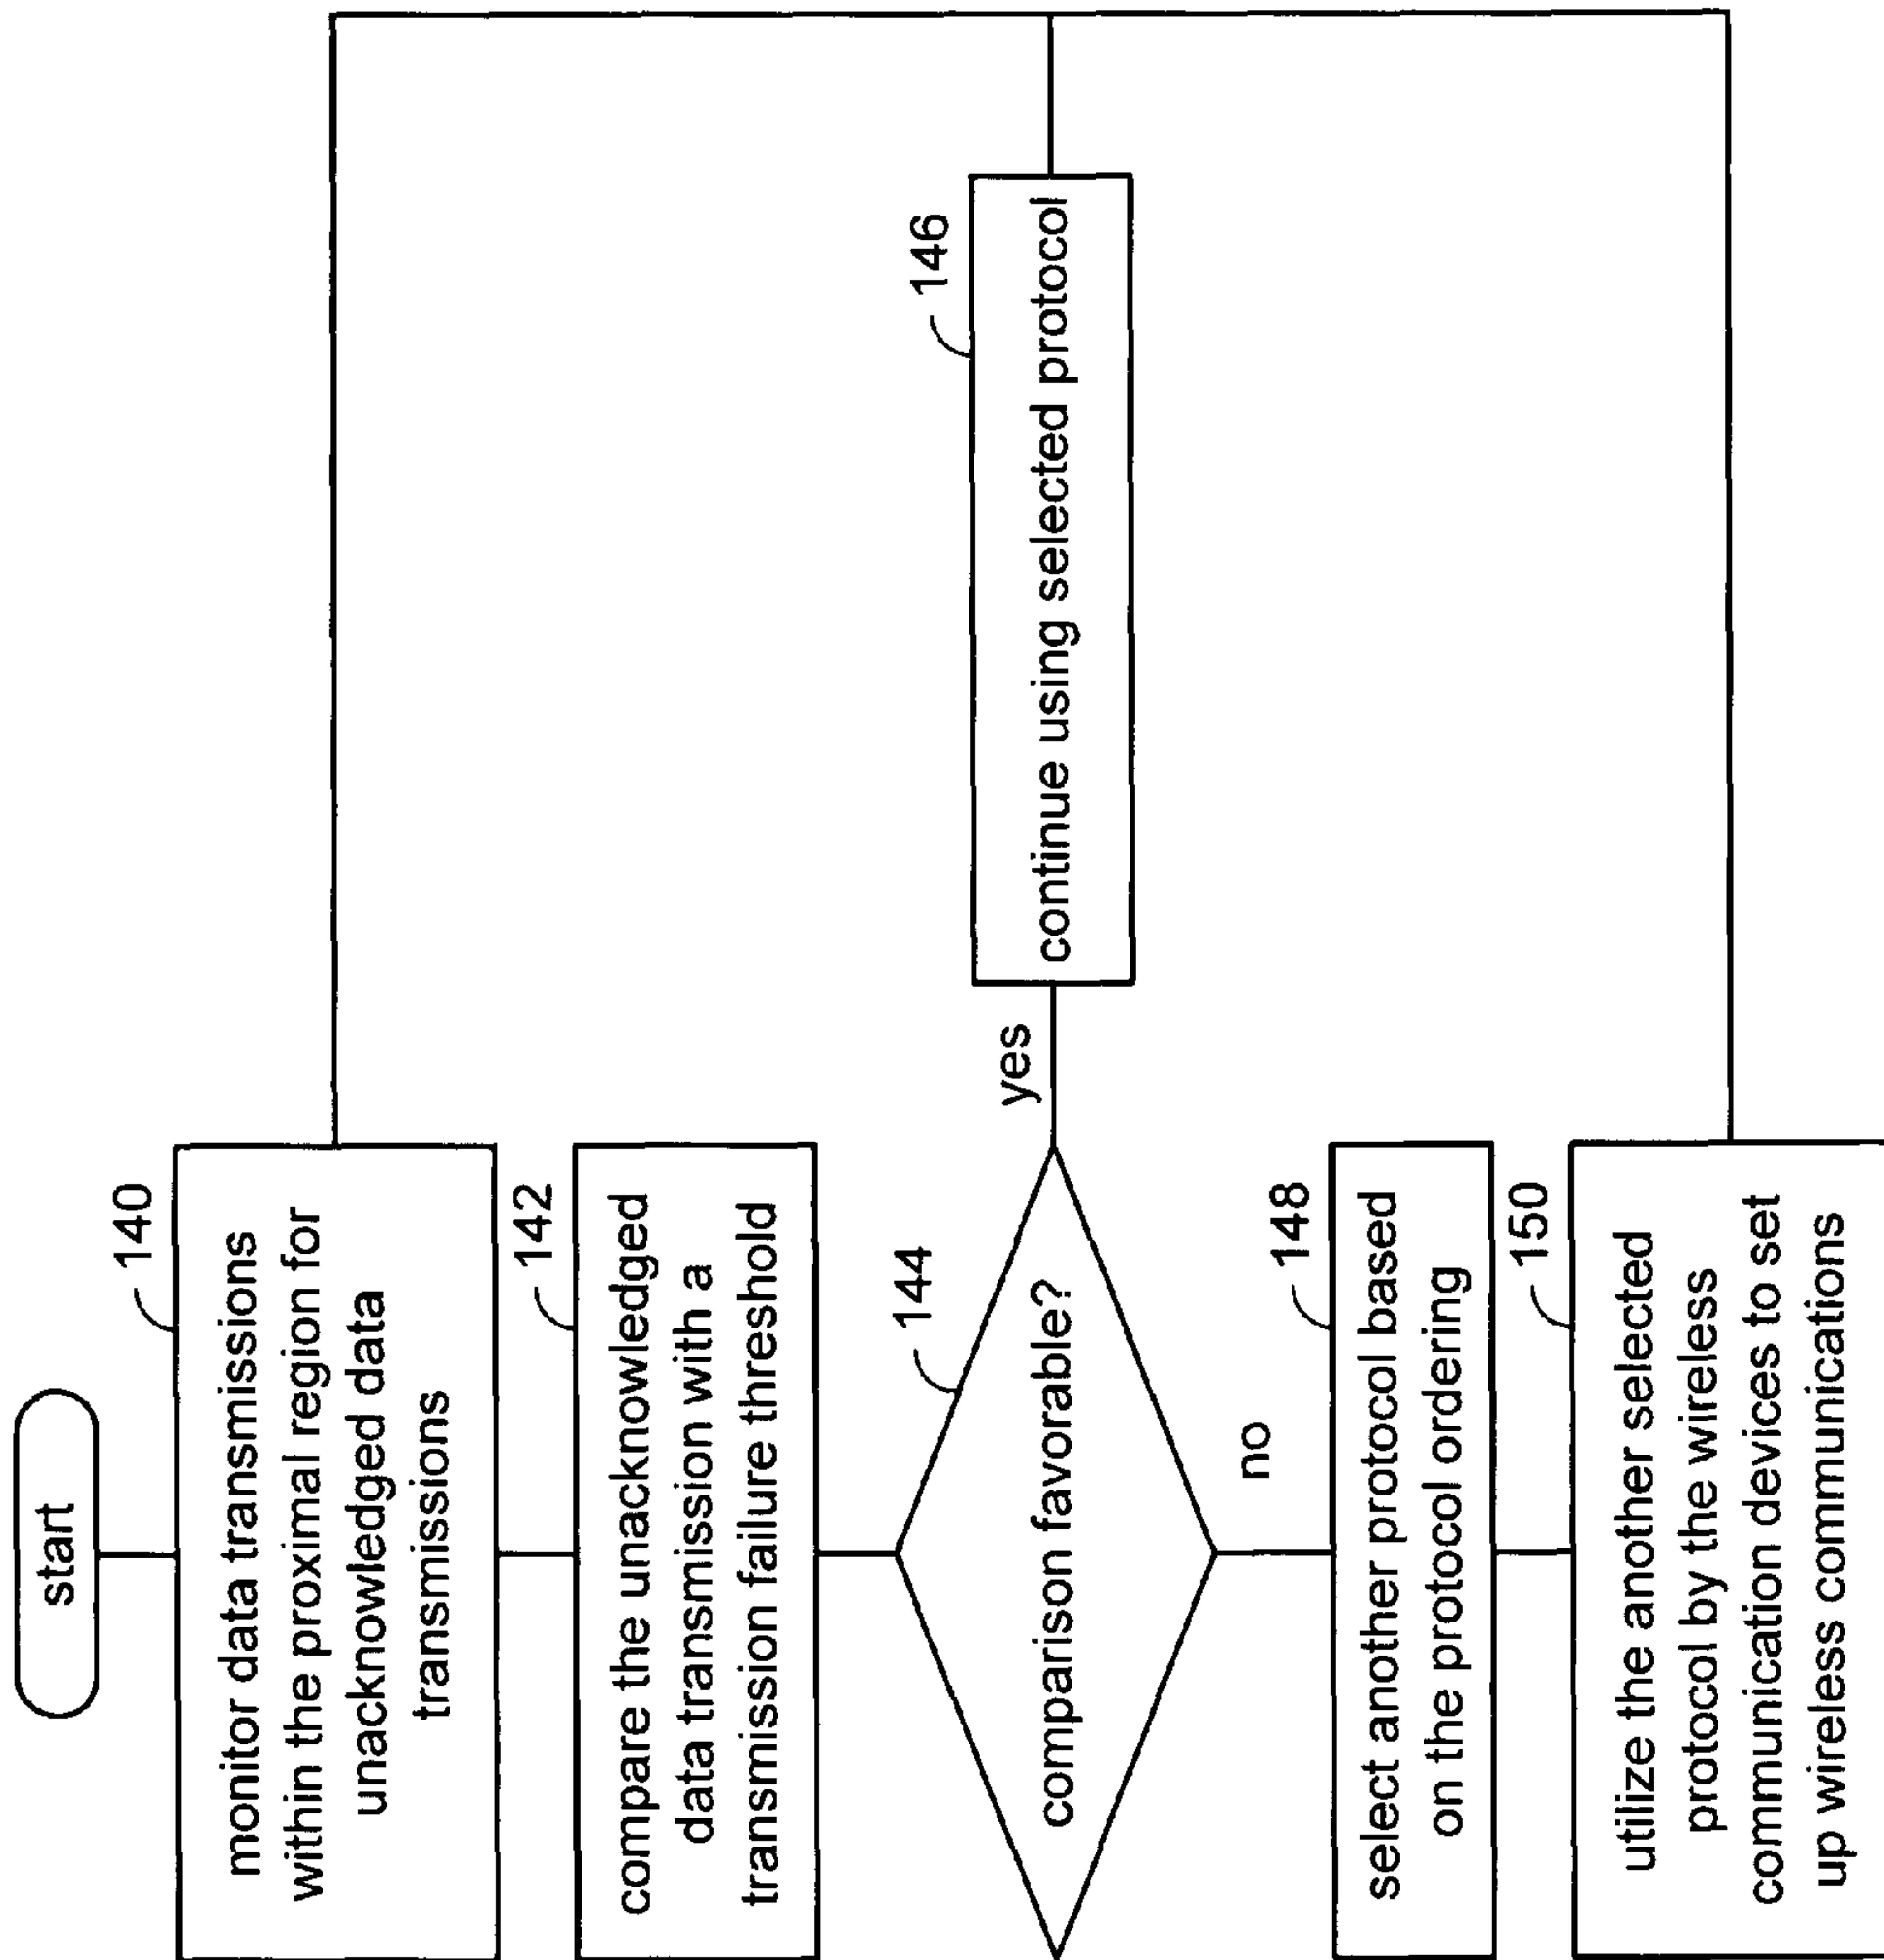 start
140
monitor data transmissions
within the proximal region for
unacknowledged data
transmissions
142
compare the unacknowledged
data transmission with a
transmission failure threshold
144
comparison favorable?
yes
146
continue using selected protocol
no
148
select another protocol based
on the protocol ordering
150
utilize the another selected
protocol by the wireless
communication devices to set
up wireless communications